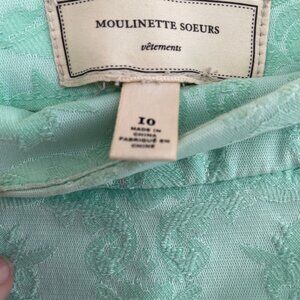 MOULINETTE SOEURS
vêtements
10
MADE IN
CHINA
FABRIQUÉ EN
CHINE